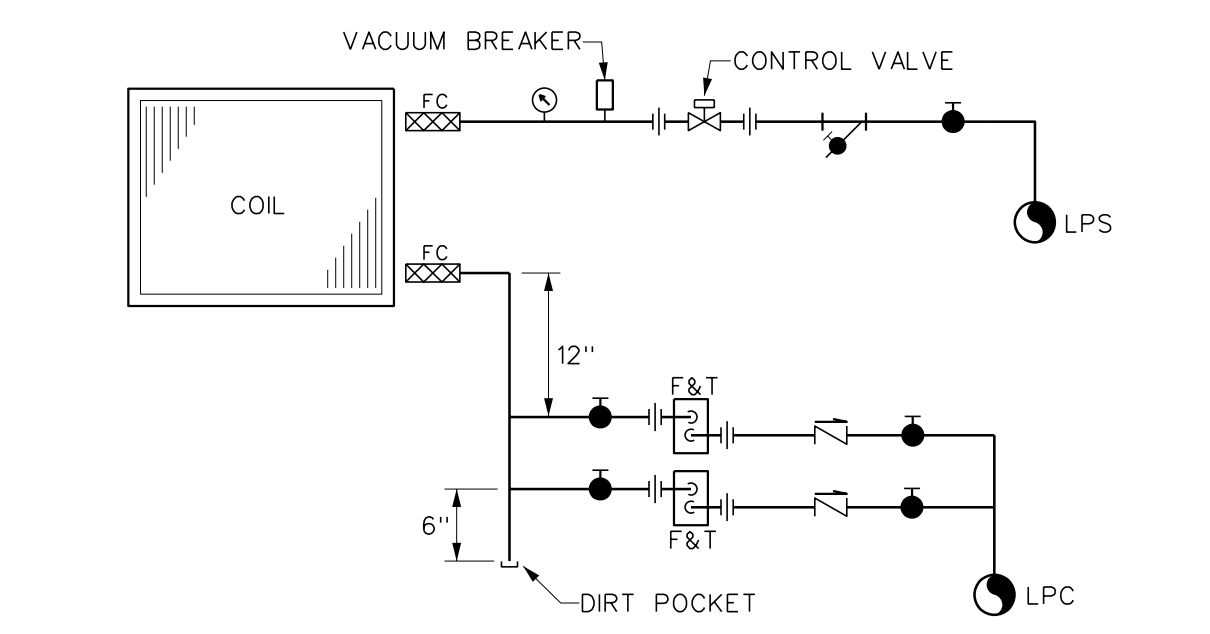 VACUUM BREAKER
CONTROL VALVE
FC
COIL
LPS
FC
12"
F&T
6"
F&T
DIRT POCKET
LPC